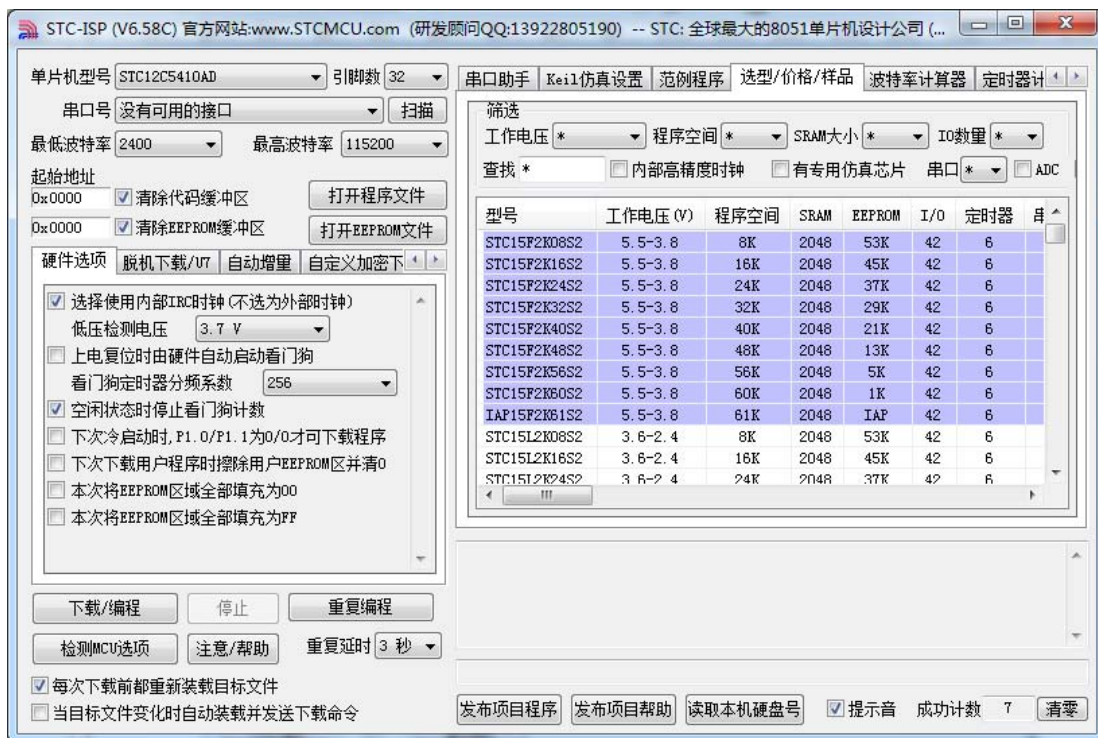 STC-ISP (V6.58C) 官方网站:www.STCMCU.com (研发顾问QQ:13922805190) -- STC: 全球最大的8051单片机设计公司 (...
单片机型号 STC12C5410AD 引脚数 32
串口号 没有可用的接口 扫描
最低波特率 2400 最高波特率 115200
起始地址
0x0000 清除代码缓冲区 打开程序文件
0x0000 清除EEPROM缓冲区 打开EEPROM文件
硬件选项 脱机下载/U7 自动增量 自定义加密下
选择使用内部IRC时钟(不选为外部时钟)
低压检测电压 3.7 V
上电复位时由硬件自动启动看门狗
看门狗定时器分频系数 256
空闲状态时停止看门狗计数
下次冷启动时,P1.0/P1.1为0/0才可下载程序
下次下载用户程序时擦除用户EEPROM区并清0
本次将EEPROM区域全部填充为00
本次将EEPROM区域全部填充为FF
下载/编程 停止 重复编程
检测MCU选项 注意/帮助 重复延时 3 秒
每次下载前都重新装载目标文件
当目标文件变化时自动装载并发送下载命令
串口助手 Keil仿真设置 范例程序 选型/价格/样品 波特率计算器 定时器计
筛选
工作电压 * 程序空间 * SRAM大小 * IO数量 *
查找 * 内部高精度时钟 有专用仿真芯片 串口 * ADC
型号 工作电压(V) 程序空间 SRAM EEPROM I/O 定时器 串
STC15F2K08S2 5.5-3.8 8K 2048 53K 42 6
STC15F2K16S2 5.5-3.8 16K 2048 45K 42 6
STC15F2K24S2 5.5-3.8 24K 2048 37K 42 6
STC15F2K32S2 5.5-3.8 32K 2048 29K 42 6
STC15F2K40S2 5.5-3.8 40K 2048 21K 42 6
STC15F2K48S2 5.5-3.8 48K 2048 13K 42 6
STC15F2K56S2 5.5-3.8 56K 2048 5K 42 6
STC15F2K60S2 5.5-3.8 60K 2048 1K 42 6
IAP15F2K61S2 5.5-3.8 61K 2048 IAP 42 6
STC15L2K08S2 3.6-2.4 8K 2048 53K 42 6
STC15L2K16S2 3.6-2.4 16K 2048 45K 42 6
STC15L2K24S2 3.6-2.4 24K 2048 37K 42 6
发布项目程序 发布项目帮助 读取本机硬盘号 提示音 成功计数 7 清零